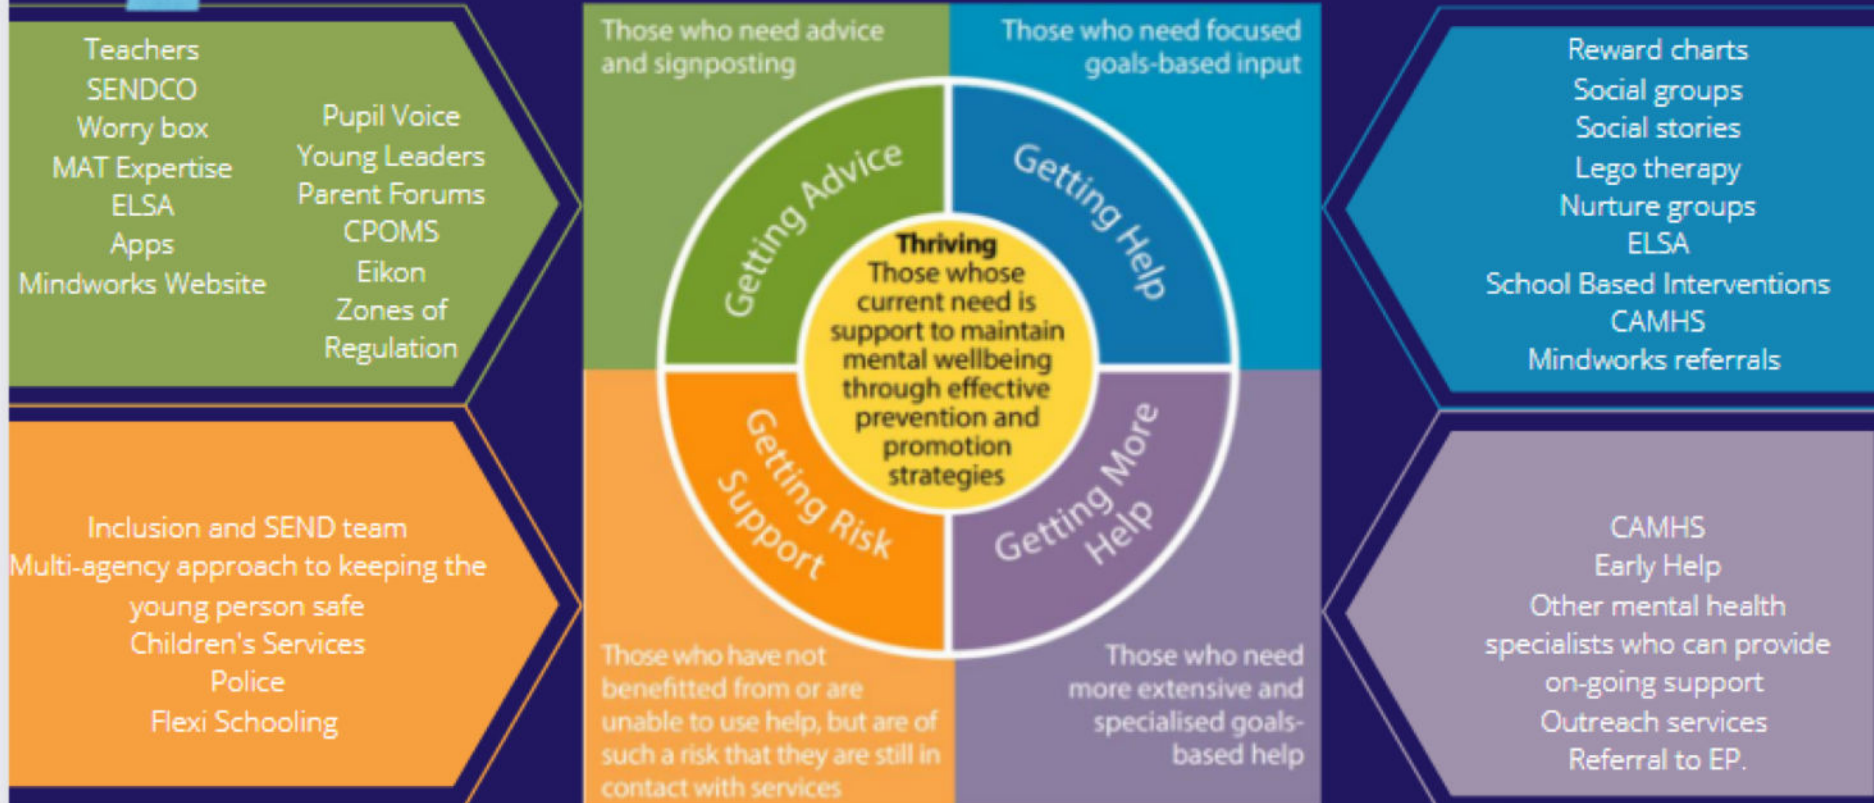 Teachers
SENDCO
Worry box
MAT Expertise
ELSA
Apps
Mindworks Website
Pupil Voice
Young Leaders
Parent Forums
CPOMS
Eikon
Zones of
Regulation
Those who need advice
and signposting
Those who need focused
goals-based input
Getting Advice
Getting Help
Thriving
Those whose
current need is
support to maintain
mental wellbeing
through effective
prevention and
promotion
strategies
Getting Risk
Support
Getting More
Help
Those who have not
benefitted from or are
unable to use help, but are of
such a risk that they are still in
contact with services
Those who need
more extensive and
specialised goals-
based help
Reward charts
Social groups
Social stories
Lego therapy
Nurture groups
ELSA
School Based Interventions
CAMHS
Mindworks referrals
Inclusion and SEND team
Multi-agency approach to keeping the
young person safe
Children's Services
Police
Flexi Schooling
CAMHS
Early Help
Other mental health
specialists who can provide
on-going support
Outreach services
Referral to EP.